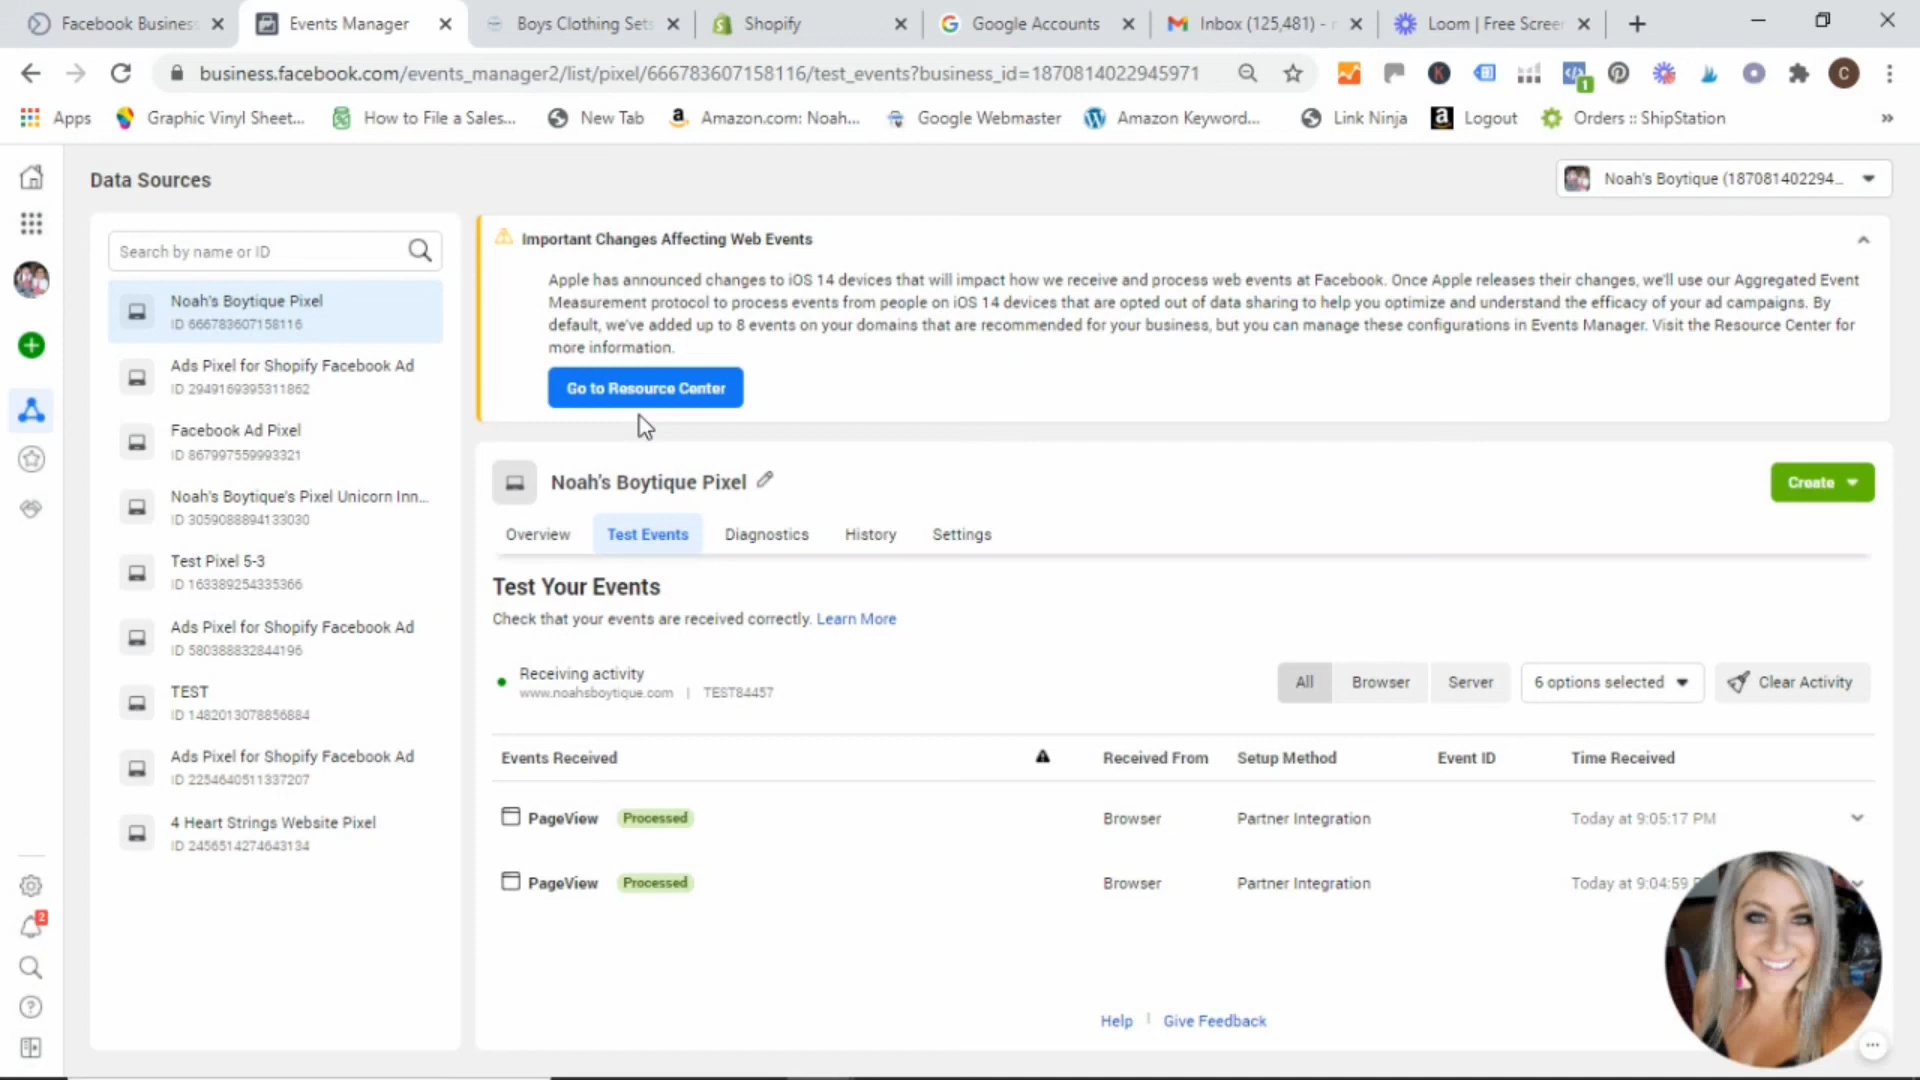 Facebook Business
Events Manager
Boys Clothing Sets
Shopify
Google Accounts
Inbox (125,481) -
Loom | Free Screen
business.facebook.com/events_manager2/list/pixel/666783607158116/test_events?business_id=1870814022945971
1
C
Apps
Graphic Vinyl Sheet...
How to File a Sales...
New Tab
Amazon.com: Noah...
Google Webmaster
Amazon Keyword...
Link Ninja
Logout
Orders :: ShipStation
»
Data Sources
Noah's Boytique (187081402294...
Search by name or ID
Noah's Boytique Pixel
ID 666783607158116
Ads Pixel for Shopify Facebook Ad
ID 2949169395311862
Facebook Ad Pixel
ID 867997559993321
Noah's Boytique's Pixel Unicorn Inn...
ID 3059088894133030
Test Pixel 5-3
ID 163389254335366
Ads Pixel for Shopify Facebook Ad
ID 580388832844196
TEST
ID 1482013078856884
Ads Pixel for Shopify Facebook Ad
ID 2254640511337207
4 Heart Strings Website Pixel
ID 2456514274643134
2
Important Changes Affecting Web Events
Apple has announced changes to iOS 14 devices that will impact how we receive and process web events at Facebook. Once Apple releases their changes, we'll use our Aggregated Event
Measurement protocol to process events from people on iOS 14 devices that are opted out of data sharing to help you optimize and understand the efficacy of your ad campaigns. By
default, we've added up to 8 events on your domains that are recommended for your business, but you can manage these configurations in Events Manager. Visit the Resource Center for
more information.
Go to Resource Center
Noah's Boytique Pixel
Create
Overview
Test Events
Diagnostics
History
Settings
Test Your Events
Check that your events are received correctly. Learn More
Receiving activity
www.noahsboytique.com | TEST84457
All
Browser
Server
6 options selected
Clear Activity
Events Received
Received From
Setup Method
Event ID
Time Received
PageView Processed Browser Partner Integration Today at 9:05:17 PM
PageView Processed Browser Partner Integration Today at 9:04:59
Help | Give Feedback